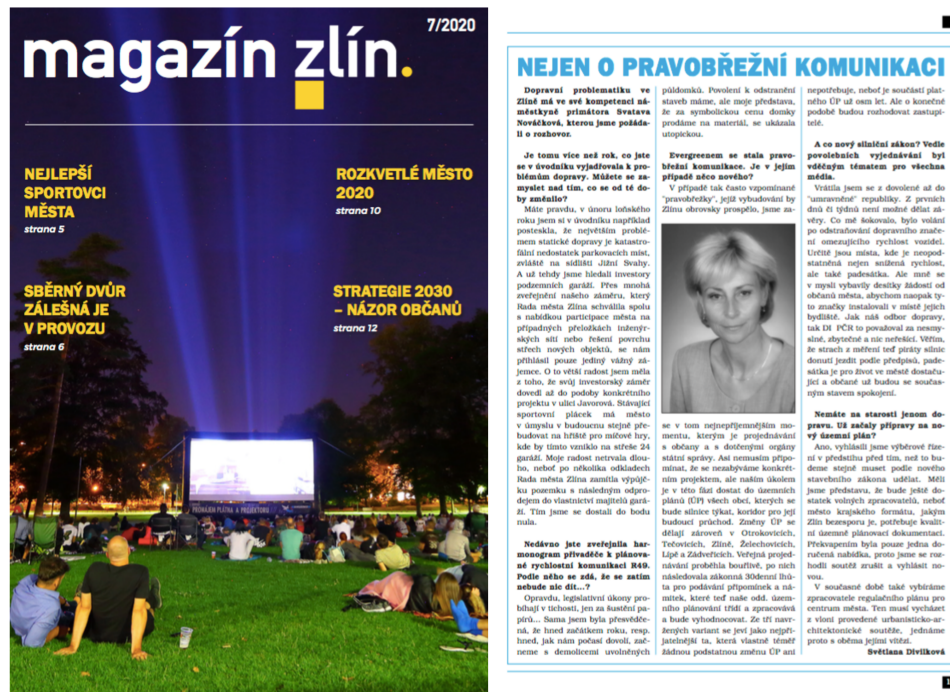 7/2020
magazín zlín.
NEJLEPŠÍ
SPORTOVCI
MĚSTA
strana 5
ROZKVETLÉ MĚSTO
2020
strana 10
SBĚRNÝ DVŮR
ZÁLEŠNÁ JE
V PROVOZU
strana 6
STRATEGIE 2030
– NÁZOR OBČANŮ
strana 12
PRONÁJEM PLÁTNA & PROJEKTORU
NEJEN O PRAVOBŘEŽNÍ KOMUNIKACI
Dopravní problematiku ve
Zlíně má ve své kompetenci ná-
městkyně primátora Svatava
Nováčková, kterou jsme požáda-
li o rozhovor.
Je tomu více než rok, co jste
se v úvodníku vyjadřovala k pro-
blémům dopravy. Můžete se za-
myslet nad tím, co se od té do-
by změnilo?
Máte pravdu, v únoru loňského
roku jsem si v úvodníku například
posteskla, že největším problé-
mem statické dopravy je katastro-
fální nedostatek parkovacích míst,
zvláště na sídlišti Jižní Svahy.
A už tehdy jsme hledali investory
podzemních garáží. Přes mnohá
zveřejnění našeho záměru, který
Rada města Zlína schválila spolu
s nabídkou participace města na
případných přeložkách inženýr-
ských sítí nebo řešení povrchu
střech nových objektů, se nám
přihlásil pouze jediný vážný zá-
jemce. O to větší radost jsem měla
z toho, že svůj investorský záměr
dovedl až do podoby konkrétního
projektu v ulici Javorová. Stávající
sportovní plácek má město
v úmyslu v budoucnu stejně pře-
budovat na hřiště pro míčové hry,
kde by tímto vzniklo na střeše 24
garáží. Moje radost netrvala dlou-
ho, neboť po několika odkladech
Rada města Zlína zamítla výpůjč-
ku pozemku s následným odpro-
dejem do vlastnictví majitelů gará-
ží. Tím jsme se dostali do bodu
nula.
Nedávno jste zveřejnila har-
monogram přivaděče k plánova-
né rychlostní komunikaci R49.
Podle něho se zdá, že se zatím
nebude nic dít...?
Opravdu, legislativní úkony pro-
bíhají v tichosti, jen za šustění pa-
pírů... Sama jsem byla přesvědče-
ná, že hned začátkem roku, resp.
hned, jak nám počasí dovolí, zač-
neme s demolicemi uvolněných
půldomků. Povolení k odstranění
staveb máme, ale moje představa,
že za symbolickou cenu domky
prodáme na materiál, se ukázala
utopickou.
Evergreenem se stala pravo-
břežní komunikace. Je v jejím
případě něco nového?
V případě tak často vzpomínané
"pravobřežky", jejíž vybudování by
Zlínu obrovsky prospělo, jsme za-
se v tom nejnepříjemnějším mo-
mentu, kterým je projednávání
s občany a s dotčenými orgány
státní správy. Asi nemusím připo-
mínat, že se nezabýváme konkrét-
ním projektem, ale naším úkolem
je v této fázi dostat do územních
plánů (ÚP) všech obcí, kterých se
bude silnice týkat, koridor pro její
budoucí průchod. Změny ÚP se
dělají zároveň v Otrokovicích,
Tečovicích, Zlíně, Želechovicích,
Lípě a Zádveřicích. Veřejná projed-
návání proběhla bouřlivě, po nich
následovala zákonná 30denní lhů-
ta pro podávání připomínek a ná-
mitek, které teď naše odd. územ-
ního plánování třídí a zpracovává
a bude vyhodnocovat. Ze tří navr-
žených variant se jeví jako nejpři-
jatelnější ta, která vlastně téměř
žádnou podstatnou změnu ÚP ani
nepotřebuje, neboť je součástí plat-
ného ÚP už osm let. Ale o konečné
podobě budou rozhodovat zastupi-
telé.
A co nový silniční zákon? Vedle
povolebních vyjednávání byl
vděčným tématem pro všechna
média.
Vrátila jsem se z dovolené až do
"umravněné" republiky. Z prvních
dnů či týdnů není možné dělat zá-
věry. Co mě šokovalo, bylo volání
po odstraňování dopravního znače-
ní omezujícího rychlost vozidel.
Určitě jsou místa, kde je neopod-
statněná nejen snížená rychlost,
ale také padesátka. Ale mně se
v mysli vybavily desítky žádostí od
občanů města, abychom naopak ty-
to značky instalovali v místě jejich
bydliště. Jak náš odbor dopravy,
tak DI PČR to považoval za nesmy-
slné, zbytečné a nic neřešící. Věřím,
že strach z měření teď piráty silnic
donutí jezdit podle předpisů, pade-
sátka je pro život ve městě dostaču-
jící a občané už budou se součas-
ným stavem spokojeni.
Nemáte na starosti jenom do-
pravu. Už začaly přípravy na no-
vý územní plán?
Ano, vyhlásili jsme výběrové říze-
ní v předstihu před tím, než to bu-
deme stejně muset podle nového
stavebního zákona udělat. Měli
jsme představu, že bude ještě do-
statek volných zpracovatelů, neboť
město krajského formátu, jakým
Zlín bezesporu je, potřebuje kvalit-
ní územně plánovací dokumentaci.
Překvapením byla pouze jedna do-
ručená nabídka, proto jsme se roz-
hodli soutěž zrušit a vyhlásit no-
vou.
V současné době také vybíráme
zpracovatele regulačního plánu pro
centrum města. Ten musí vycházet
z vloni provedené urbanisticko-ar-
chitektonické soutěže, jednáme
proto s oběma jejími vítězi.
Světlana Divilková